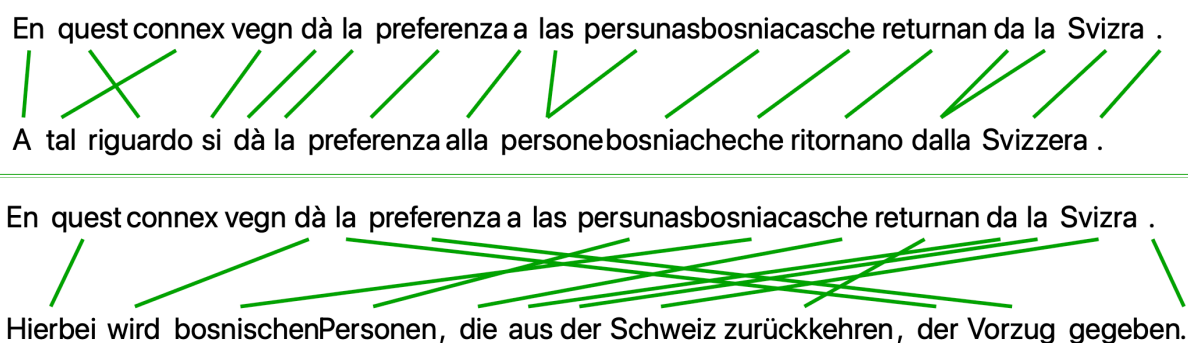 En quest connex vegn dà la preferenza a las persunas bosniacas che returnan da la Svizra .
A tal riguardo si dà la preferenza alla persone bosniache che ritornano dalla Svizzera .
En quest connex vegn dà la preferenza a las persunas bosniacas che returnan da la Svizra .
Hierbei wird bosnischen Personen , die aus der Schweiz zurückkehren , der Vorzug gegeben .